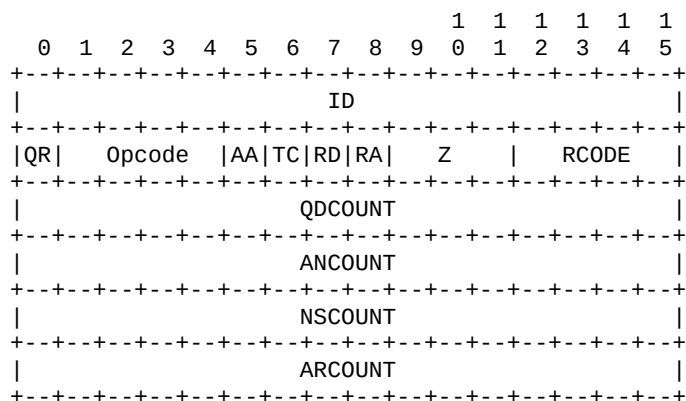 1  1  1  1  1  1
  0  1  2  3  4  5  6  7  8  9  0  1  2  3  4  5
+--+--+--+--+--+--+--+--+--+--+--+--+--+--+--+--+
|                      ID                       |
+--+--+--+--+--+--+--+--+--+--+--+--+--+--+--+--+
|QR|   Opcode  |AA|TC|RD|RA|   Z    |   RCODE   |
+--+--+--+--+--+--+--+--+--+--+--+--+--+--+--+--+
|                    QDCOUNT                    |
+--+--+--+--+--+--+--+--+--+--+--+--+--+--+--+--+
|                    ANCOUNT                    |
+--+--+--+--+--+--+--+--+--+--+--+--+--+--+--+--+
|                    NSCOUNT                    |
+--+--+--+--+--+--+--+--+--+--+--+--+--+--+--+--+
|                    ARCOUNT                    |
+--+--+--+--+--+--+--+--+--+--+--+--+--+--+--+--+